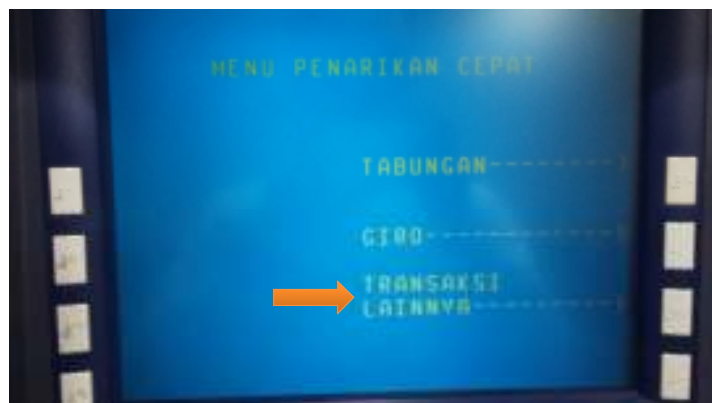 MENU PENARIKAN CEPAT
TABUNGAN--------)
GIRO------------)
TRANSAKSI
LAINNYA---------)